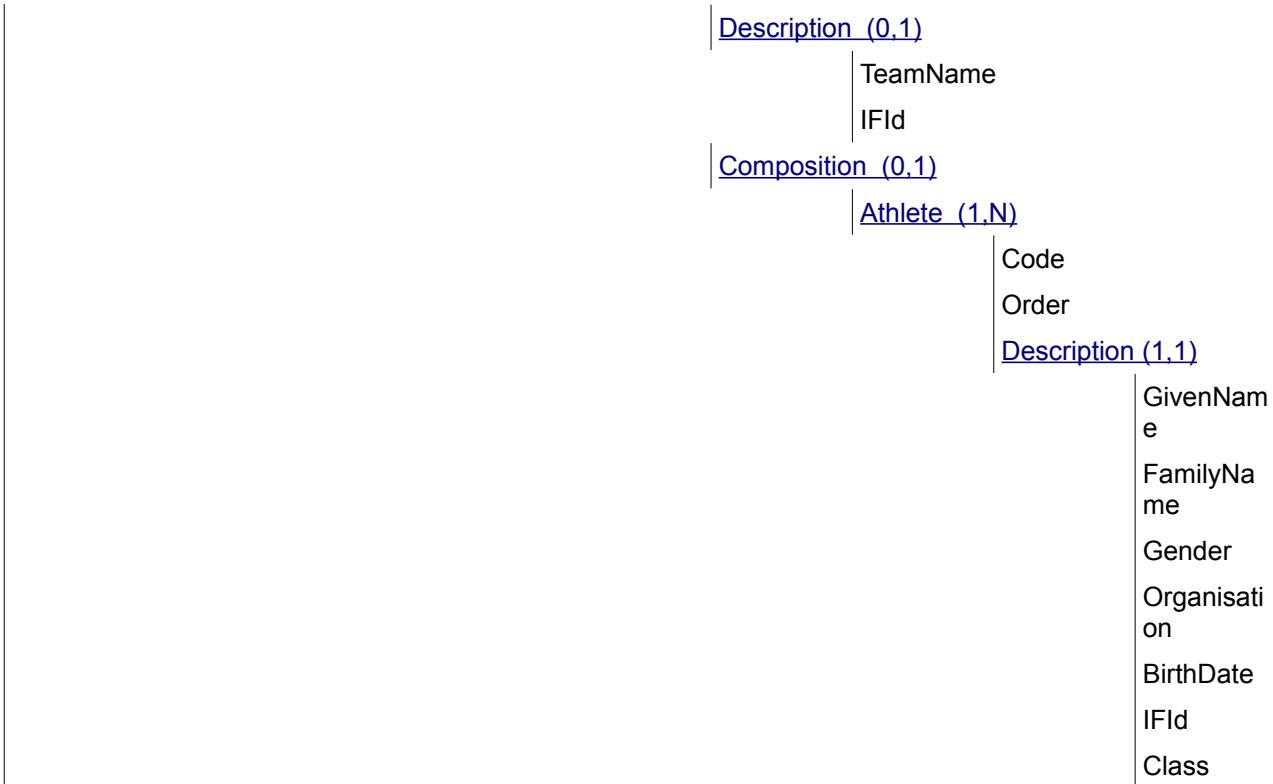 Description  (0,1)
TeamName
IFId
Composition  (0,1)
Athlete  (1,N)
Code
Order
Description (1,1)
GivenNam
e
FamilyNa
me
Gender
Organisati
on
BirthDate
IFId
Class